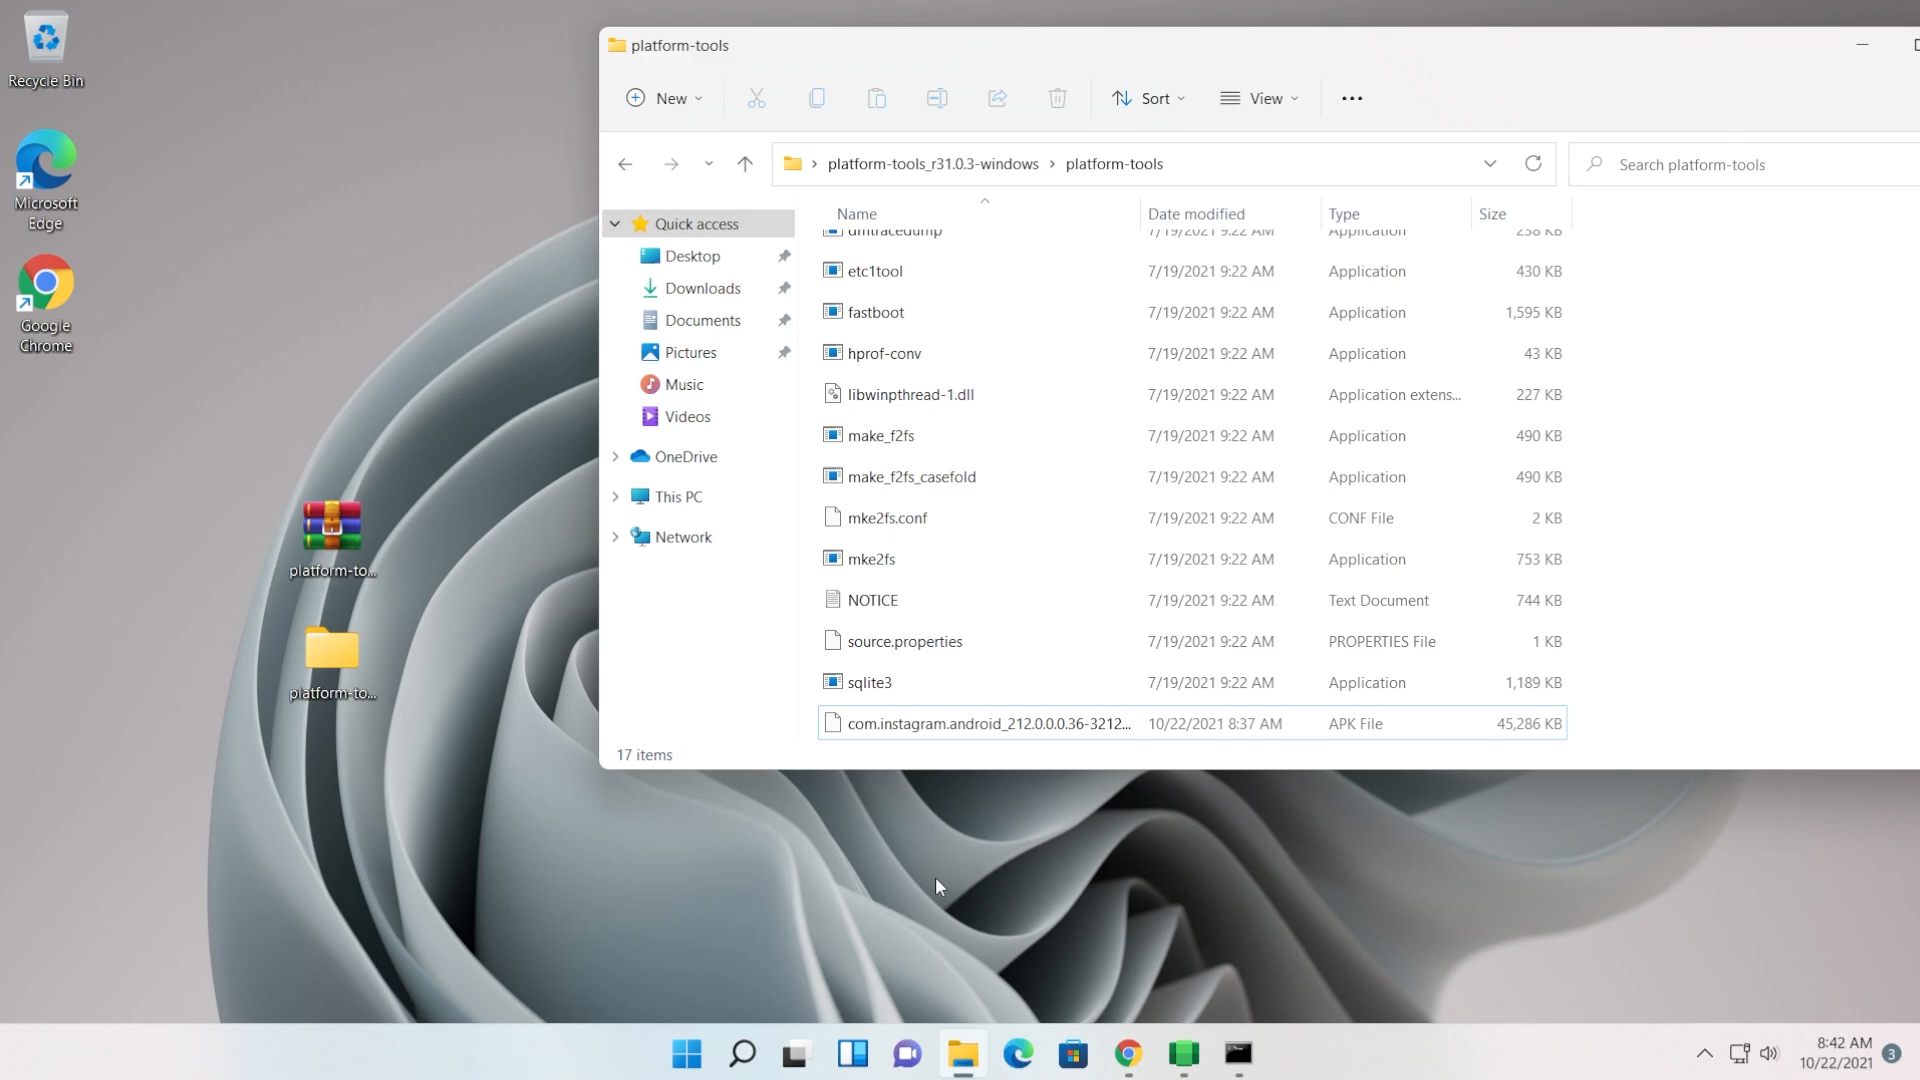 Recycle Bin
Microsoft
Edge
Google
Chrome
platform-to...
platform-to...
platform-tools
New
Sort
View
platform-tools_r31.0.3-windows > platform-tools
Search platform-tools
Quick access
Desktop
Downloads
Documents
Pictures
Music
Videos
OneDrive
This PC
Network
Name Date modified Type Size
dmtracedump 7/19/2021 9:22 AM Application 238 KB
etc1tool 7/19/2021 9:22 AM Application 430 KB
fastboot 7/19/2021 9:22 AM Application 1,595 KB
hprof-conv 7/19/2021 9:22 AM Application 43 KB
libwinpthread-1.dll 7/19/2021 9:22 AM Application extens... 227 KB
make_f2fs 7/19/2021 9:22 AM Application 490 KB
make_f2fs_casefold 7/19/2021 9:22 AM Application 490 KB
mke2fs.conf 7/19/2021 9:22 AM CONF File 2 KB
mke2fs 7/19/2021 9:22 AM Application 753 KB
NOTICE 7/19/2021 9:22 AM Text Document 744 KB
source.properties 7/19/2021 9:22 AM PROPERTIES File 1 KB
sqlite3 7/19/2021 9:22 AM Application 1,189 KB
com.instagram.android_212.0.0.0.36-3212... 10/22/2021 8:37 AM APK File 45,286 KB
17 items
8:42 AM
10/22/2021
3